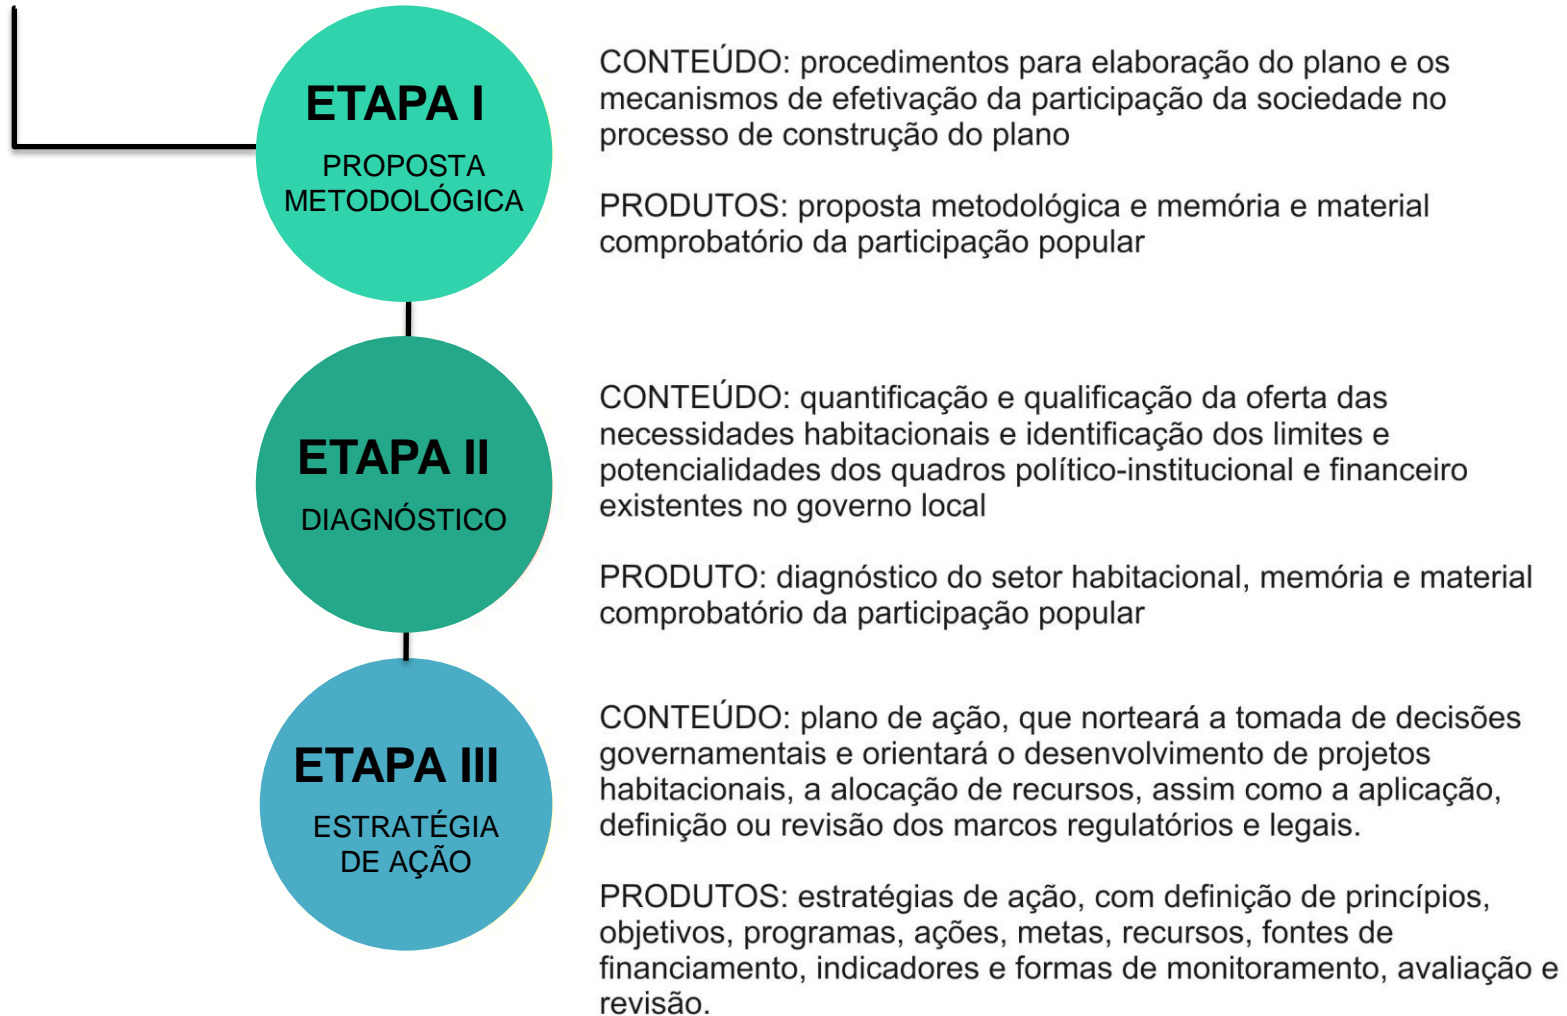 ETAPA I
PROPOSTA
METODOLÓGICA
CONTEÚDO: procedimentos para elaboração do plano e os
mecanismos de efetivação da participação da sociedade no
processo de construção do plano
PRODUTOS: proposta metodológica e memória e material
comprobatório da participação popular
ETAPA II
DIAGNÓSTICO
CONTEÚDO: quantificação e qualificação da oferta das
necessidades habitacionais e identificação dos limites e
potencialidades dos quadros político-institucional e financeiro
existentes no governo local
PRODUTO: diagnóstico do setor habitacional, memória e material
comprobatório da participação popular
ETAPA III
ESTRATÉGIA
DE AÇÃO
CONTEÚDO: plano de ação, que norteará a tomada de decisões
governamentais e orientará o desenvolvimento de projetos
habitacionais, a alocação de recursos, assim como a aplicação,
definição ou revisão dos marcos regulatórios e legais.
PRODUTOS: estratégias de ação, com definição de princípios,
objetivos, programas, ações, metas, recursos, fontes de
financiamento, indicadores e formas de monitoramento, avaliação e
revisão.